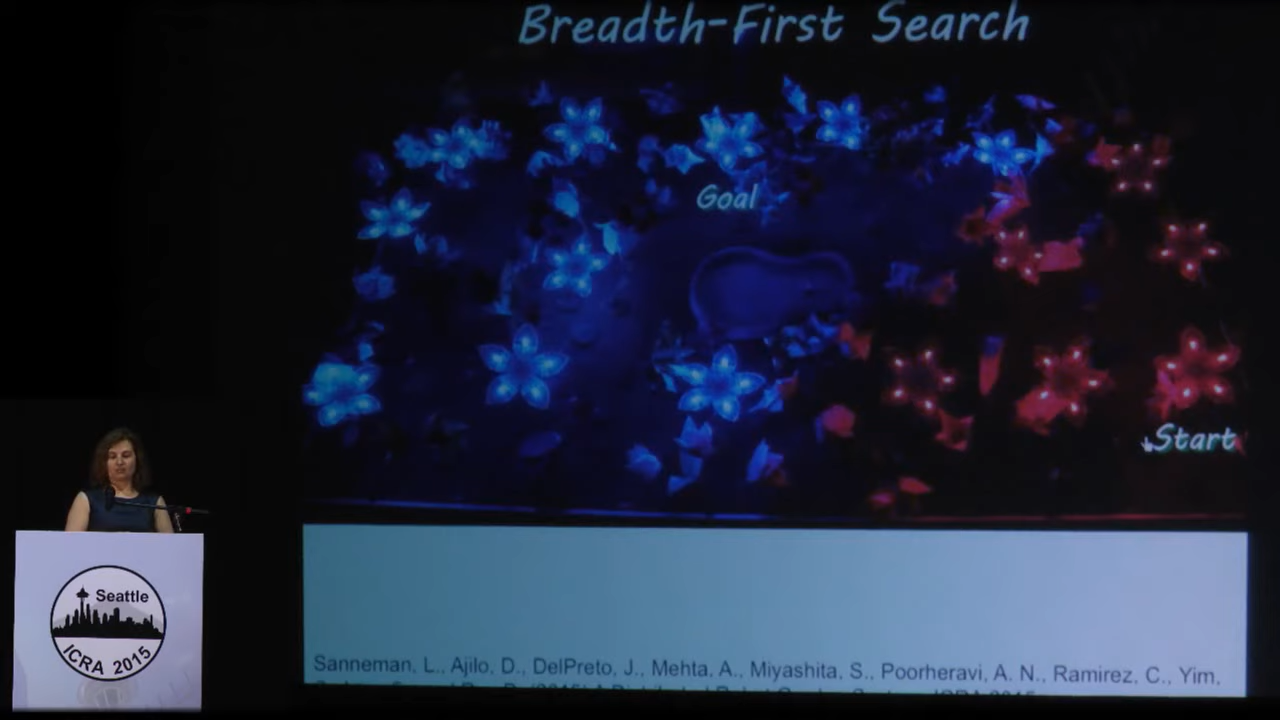 Breadth-First Search
Goal
Start
Seattle
ICRA 2015
Sanneman, L., Ajilo, D., DelPreto, J., Mehta, A., Miyashita, S., Poorheravi, A. N., Ramirez, C., Yim,